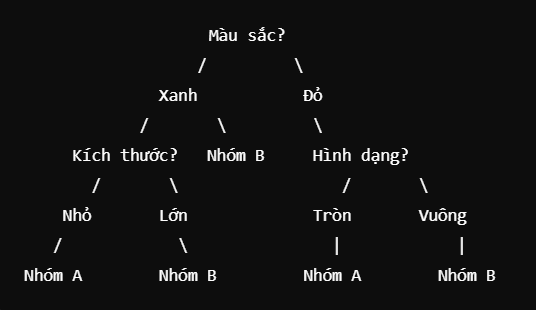 Màu sắc?
/ \
Xanh Đỏ
/ \ \
Kích thước? Nhóm B Hình dạng?
/ \ / \
Nhỏ Lớn Tròn Vuông
/ \ | |
Nhóm A Nhóm B Nhóm A Nhóm B